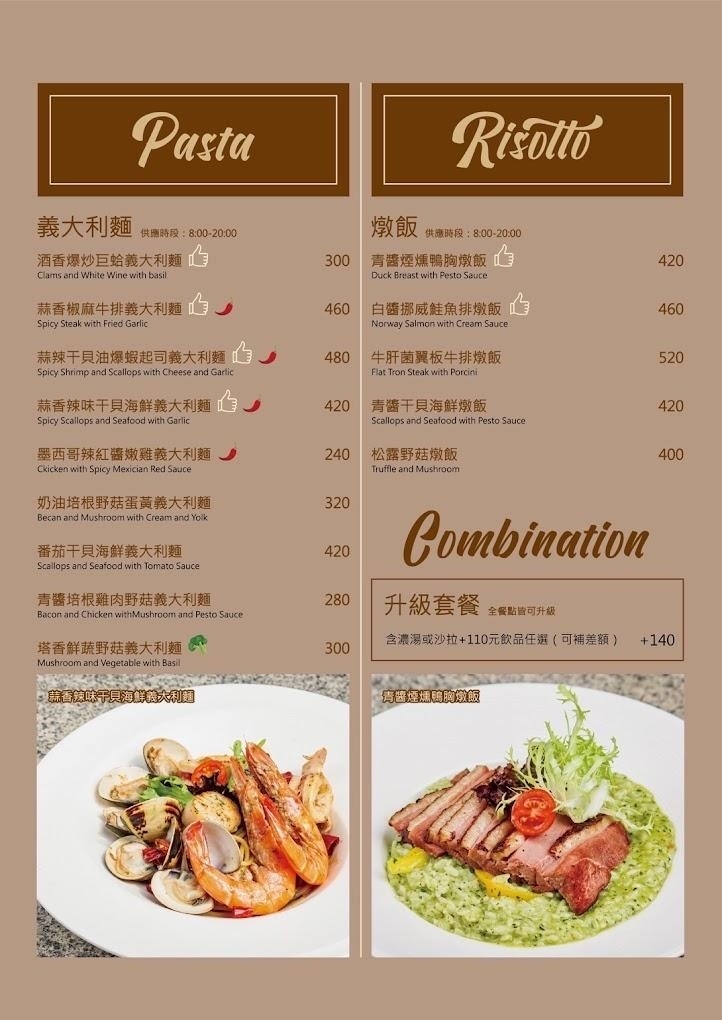 Pasta
義大利麵 供應時段：8:00-20:00
酒香爆炒巨蛤義大利麵 300
Clams and White Wine with basil
蒜香椒麻牛排義大利麵 460
Spicy Steak with Fried Garlic
蒜辣干貝油爆蝦起司義大利麵 480
Spicy Shrimp and Scallops with Cheese and Garlic
蒜香辣味干貝海鮮義大利麵 420
Spicy Scallops and Seafood with Garlic
墨西哥辣紅醬嫩雞義大利麵 240
Ckicken with Spicy Mexician Red Sauce
奶油培根野菇蛋黃義大利麵 320
Becan and Mushroom with Cream and Yolk
番茄干貝海鮮義大利麵 420
Scallops and Seafood with Tomato Sauce
青醬培根雞肉野菇義大利麵 280
Bacon and Chicken withMushroom and Pesto Sauce
塔香鮮蔬野菇義大利麵 300
Mushroom and Vegetable with Basil
蒜香辣味干貝海鮮義大利麵
Risotto
燉飯 供應時段：8:00-20:00
青醬煙燻鴨胸燉飯 420
Duck Breast with Pesto Sauce
白醬挪威鮭魚排燉飯 460
Norway Salmon with Cream Sauce
牛肝菌翼板牛排燉飯 520
Flat Tron Steak with Porcini
青醬干貝海鮮燉飯 420
Scallops and Seafood with Pesto Sauce
松露野菇燉飯 400
Truffle and Mushroom
Combination
升級套餐 全餐點皆可升級
含濃湯或沙拉+110元飲品任選（可補差額） +140
青醬煙燻鴨胸燉飯